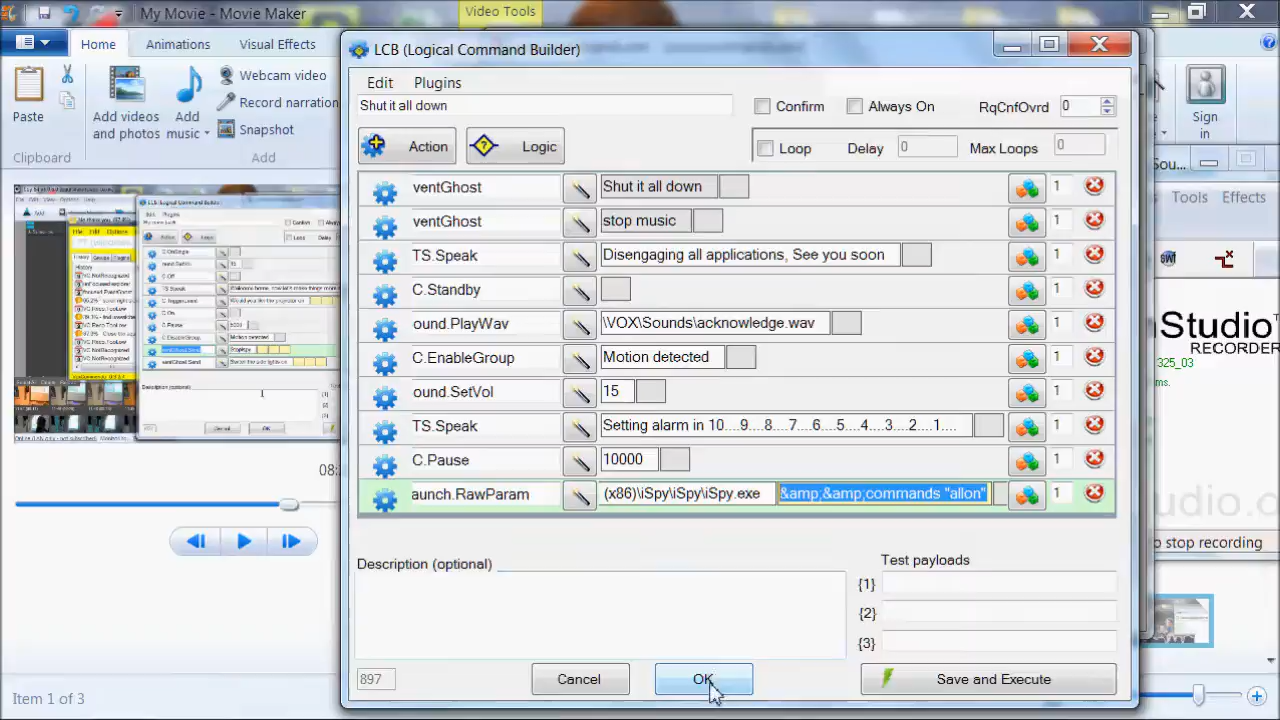 My Movie - Movie Maker
Video Tools
Home
Animations
Visual Effects
Paste
Add videos
and photos
Add
music
Webcam video
Record narration
Snapshot
Clipboard
Add
Sign
in
LCB (Logical Command Builder)
Edit
Plugins
Shut it all down
Confirm
Always On
RqCnfOvrd
0
Action
Logic
Loop
Delay
0
Max Loops
0
ventGhost
Shut it all down
1
ventGhost
stop music
1
TS.Speak
Disengaging all applications, See you soon
1
C.Standby
1
ound.PlayWav
\VOX\Sounds\acknowledge.wav
1
C.EnableGroup
Motion detected
1
ound.SetVol
15
1
TS.Speak
Setting alarm in 10....9...8....7...6....5....4....3...2...1....
1
C.Pause
10000
1
aunch.RawParam
(x86)\iSpy\iSpy\iSpy.exe
&amp;&amp;commands "allon"
1
Description (optional)
Test payloads
{1}
{2}
{3}
897
Cancel
OK
Save and Execute
Sou...
Tools
Effects
Studio
RECORDER
325_03
ms.
o stop recording
08:
Item 1 of 3